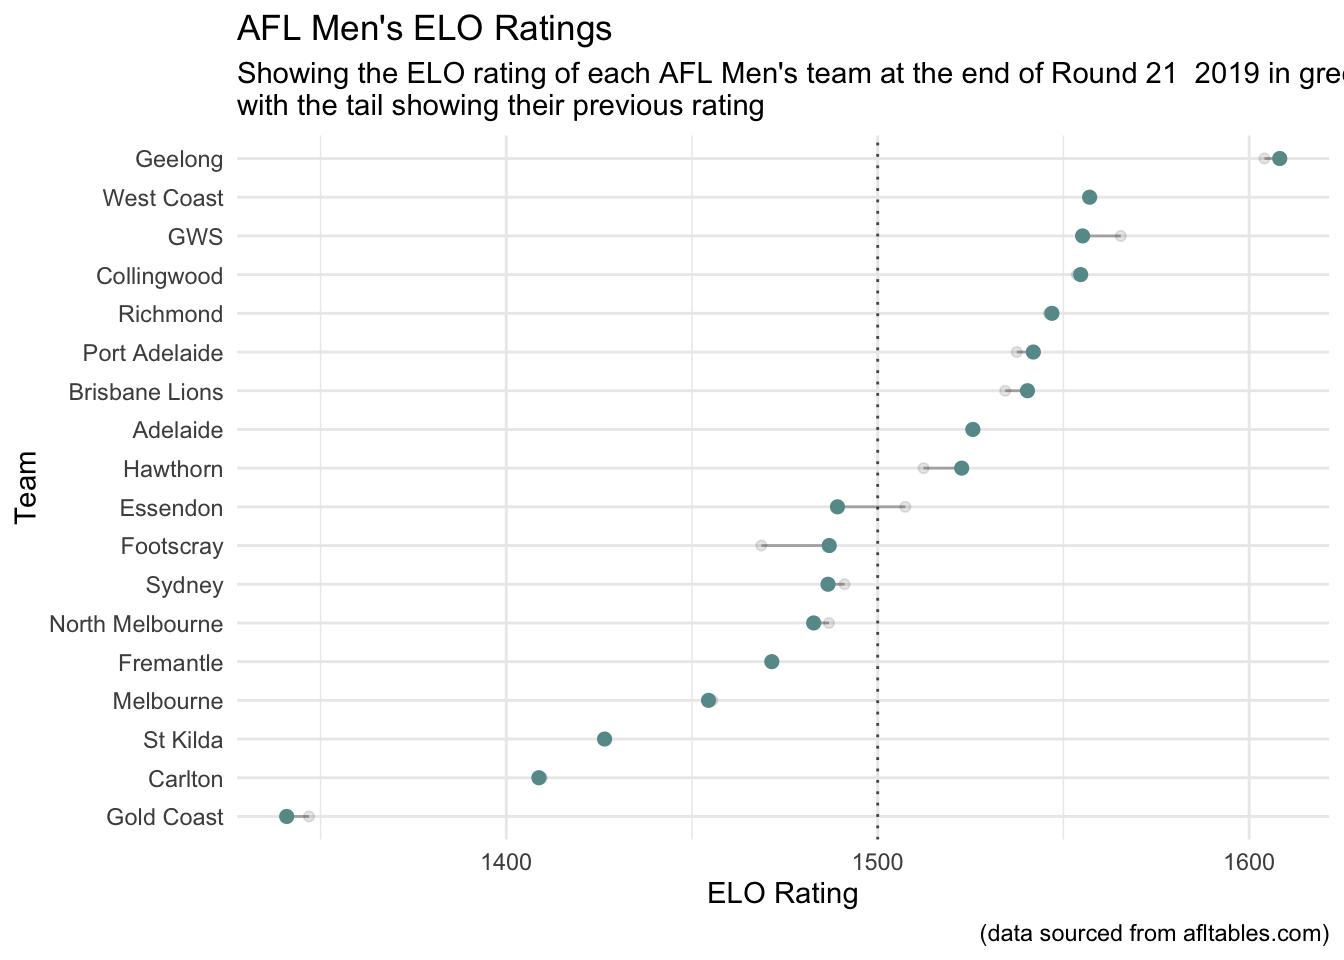 AFL Men's ELO Ratings
Showing the ELO rating of each AFL Men's team at the end of Round 21  2019 in
with the tail showing their previous rating
Geelong
West Coast
GWS
Collingwood
Richmond
Port Adelaide
Brisbane Lions
Adelaide
Hawthorn
Essendon
Footscray
Sydney
North Melbourne
Fremantle
Melbourne
St Kilda
Carlton
Gold Coast
Team
1400
1500
1600
ELO Rating
(data sourced from afltables.com)